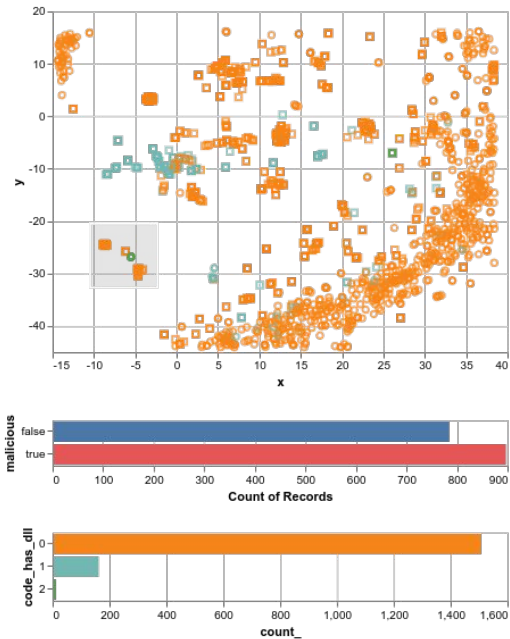 20
10
0
-10
-20
-30
-40
y
-15 -10 -5 0 5 10 15 20 25 30 35 40
x
malicious
false
true
0 100 200 300 400 500 600 700 800 900
Count of Records
code_has_dll
0
1
2
0 200 400 600 800 1,000 1,200 1,400 1,600
count_